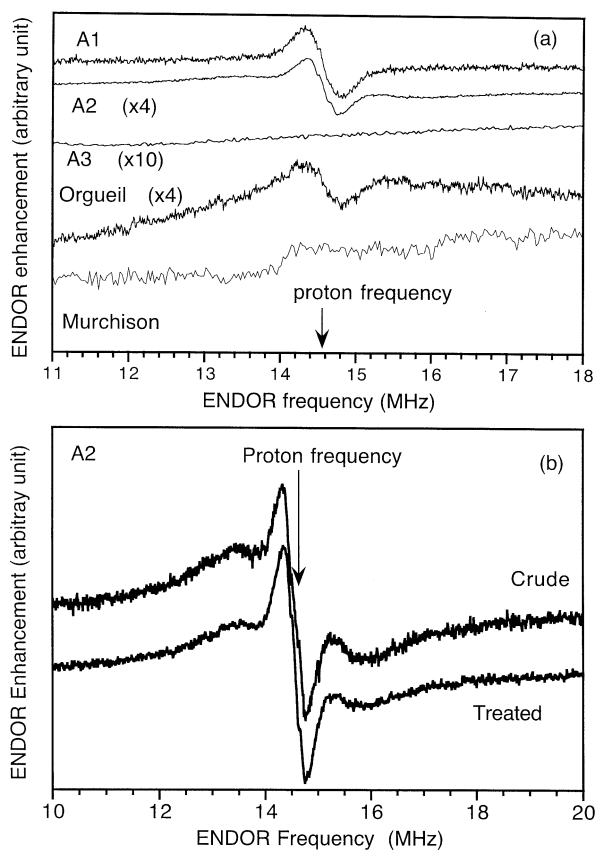 ENDOR enhancement (arbitrary unit)
A1
(a)
A2 (x4)
A3 (x10)
Orgueil (x4)
proton frequency
Murchison
11 12 13 14 15 16 17 18
ENDOR frequency (MHz)
ENDOR Enhancement (arbitray unit)
A2
Proton frequency
(b)
Crude
Treated
10 12 14 16 18 20
ENDOR Frequency (MHz)